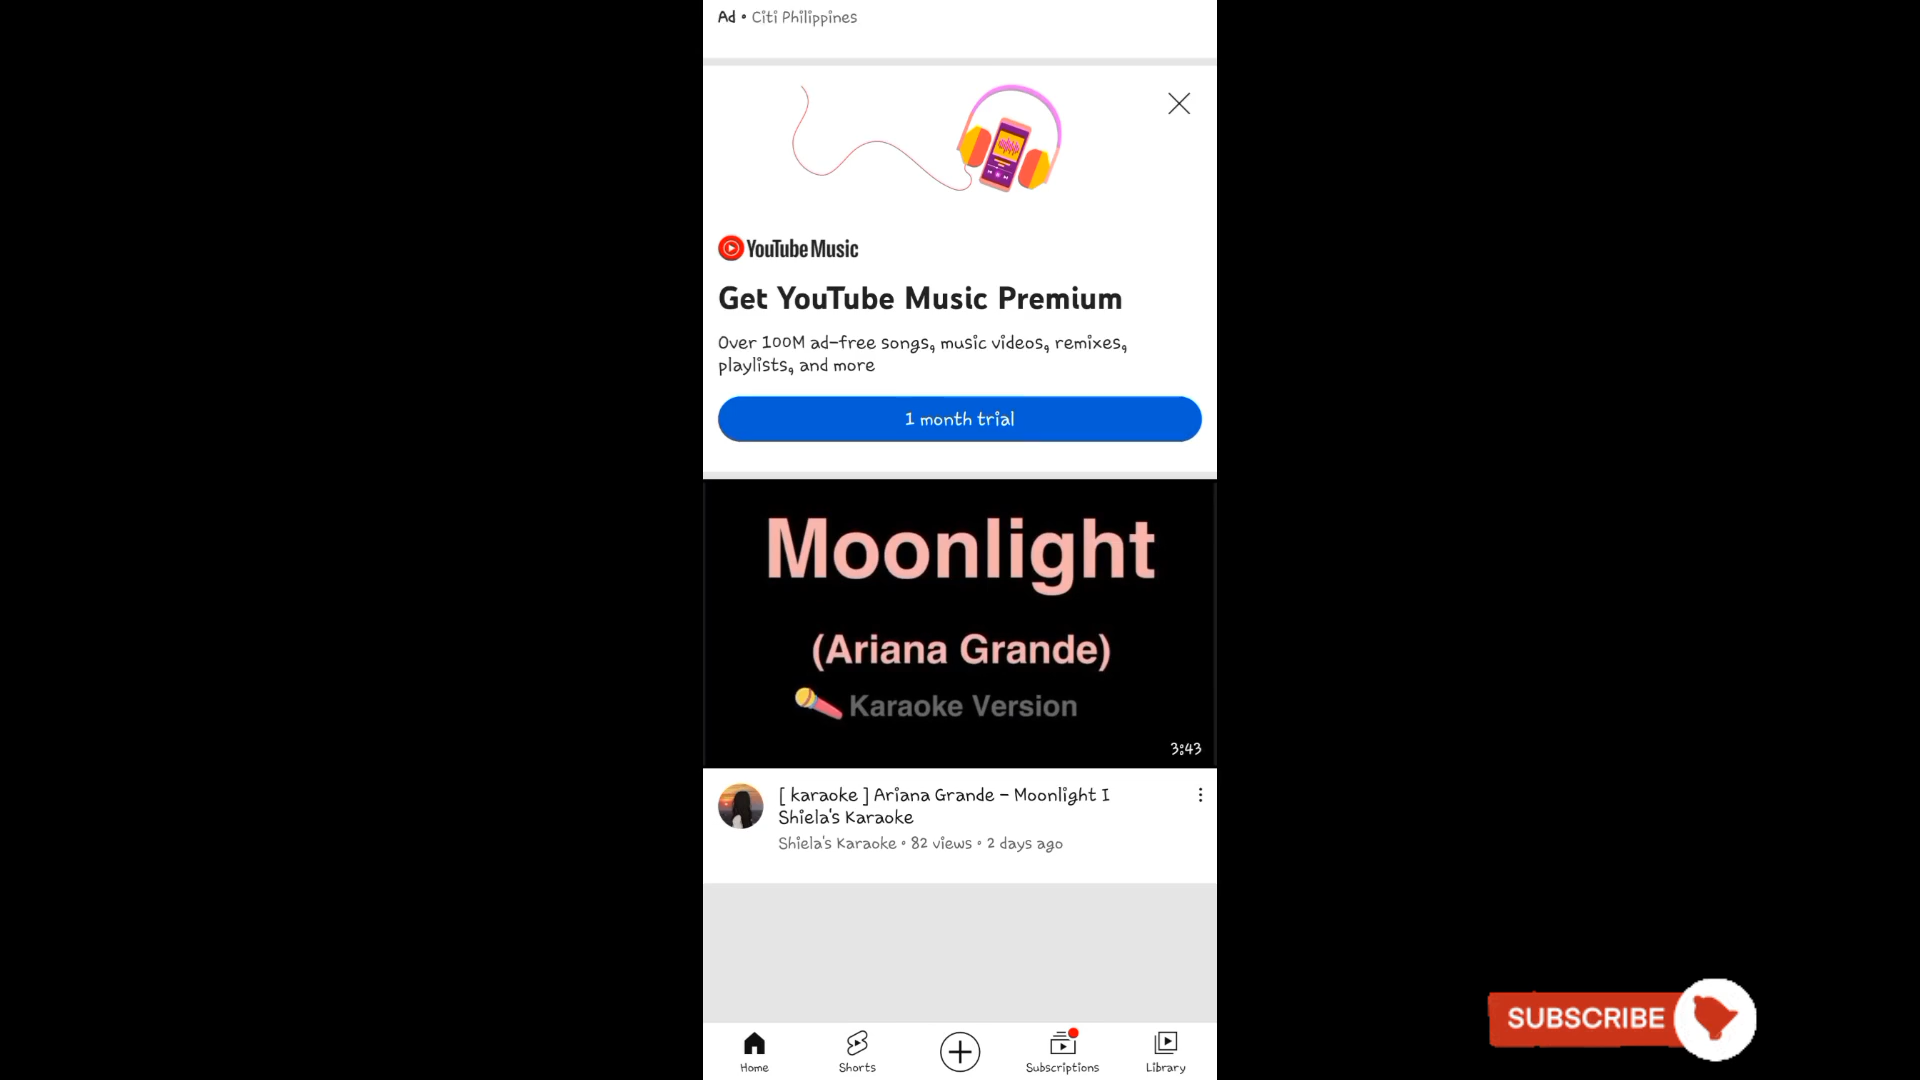 Ad • Citi Philippines
YouTube Music
Get YouTube Music Premium
Over 100M ad-free songs, music videos, remixes,
playlists, and more
1 month trial
Moonlight
(Ariana Grande)
Karaoke Version
3:43
[ karaoke ] Ariana Grande - Moonlight I
Shiela's Karaoke
Shiela's Karaoke • 82 views • 2 days ago
SUBSCRIBE
Home
Shorts
Subscriptions
Library